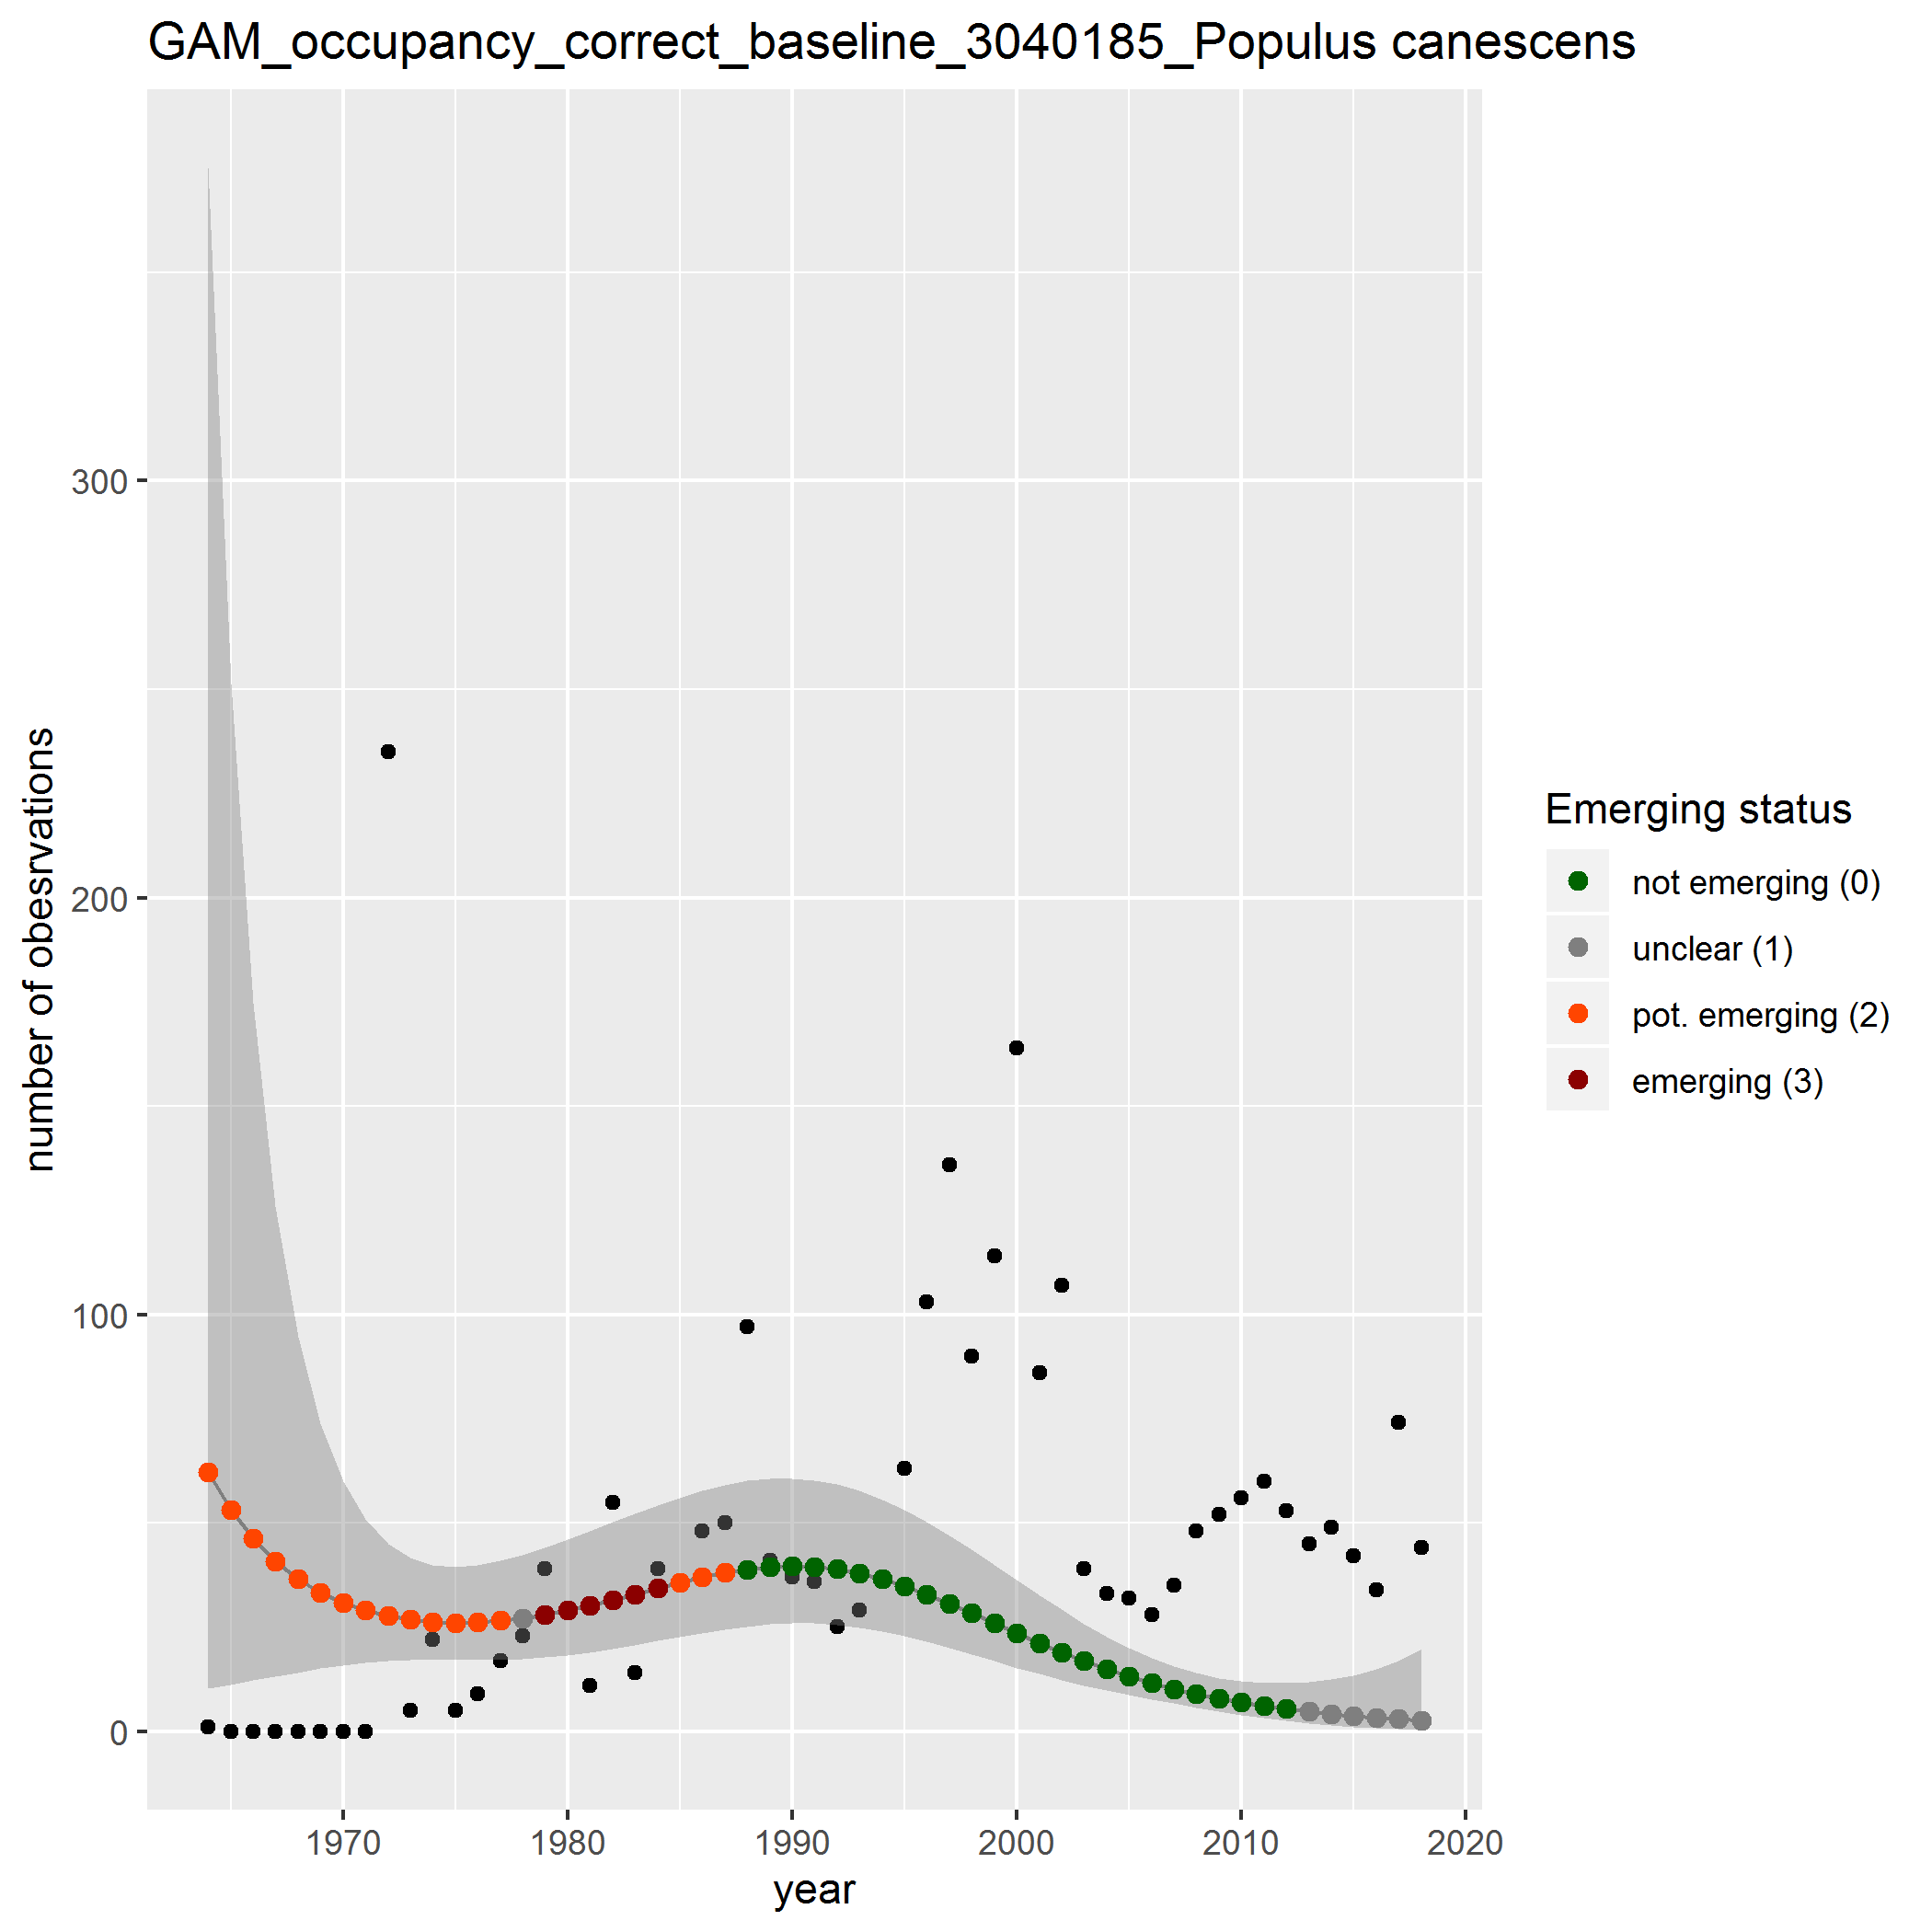 GAM_occupancy_correct_baseline_3040185_Populus canescens
number of obesrvations
300
200
100
0
1970 1980 1990 2000 2010 2020
year
Emerging status
not emerging (0)
unclear (1)
pot. emerging (2)
emerging (3)